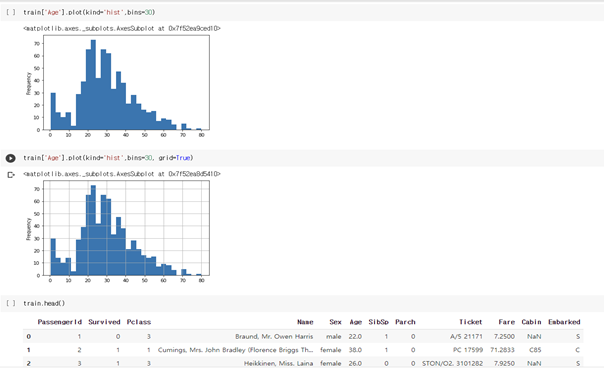 [ ] train['Age'].plot(kind='hist',bins=30)
<matplotlib.axes._subplots.AxesSubplot at 0x7f52ea9ced10>
70
60
50
40
30
20
10
0
Frequency
0 10 20 30 40 50 60 70 80
train['Age'].plot(kind='hist',bins=30, grid=True)
<matplotlib.axes._subplots.AxesSubplot at 0x7f52ea8d5410>
70
60
50
40
30
20
10
0
Frequency
0 10 20 30 40 50 60 70 80
[ ] train.head()
PassengerId Survived Pclass Name Sex Age SibSp Parch Ticket Fare Cabin Embarked
0 1 0 3 Braund, Mr. Owen Harris male 22.0 1 0 A/5 21171 7.2500 NaN S
1 2 1 1 Cumings, Mrs. John Bradley (Florence Briggs Th... female 38.0 1 0 PC 17599 71.2833 C85 C
2 3 1 3 Heikkinen, Miss. Laina female 26.0 0 0 STON/O2. 3101282 7.9250 NaN S